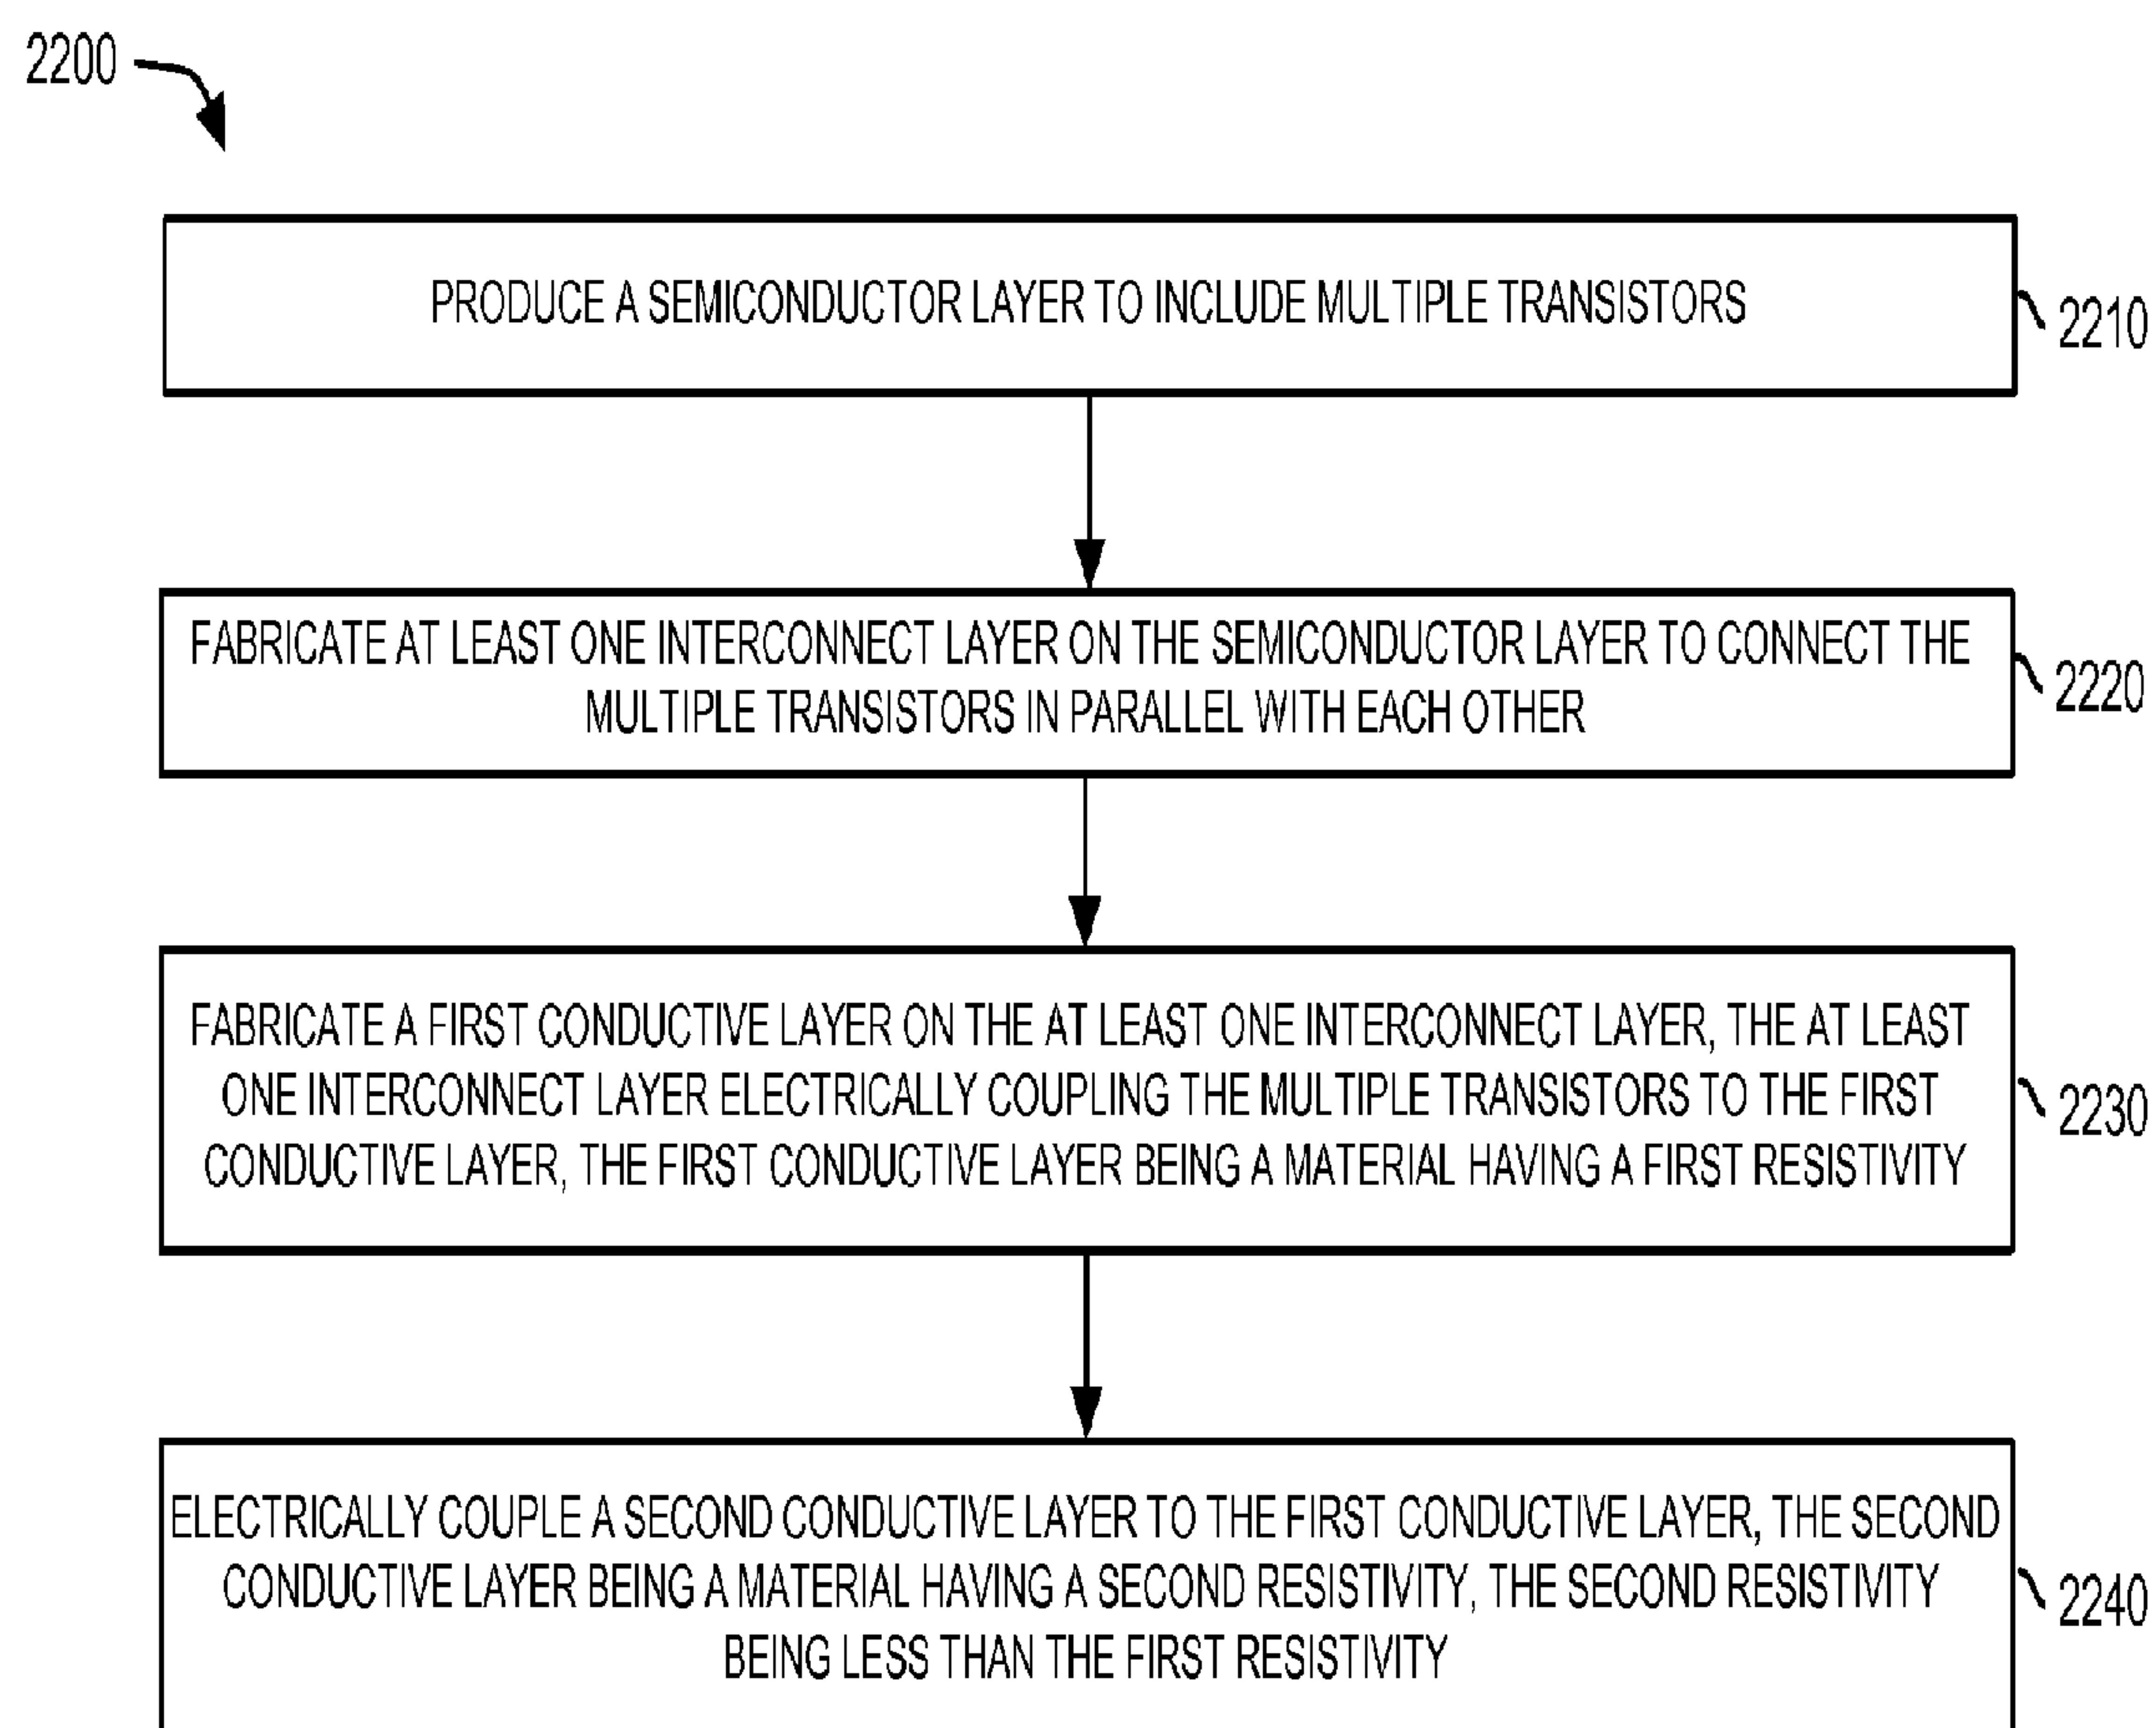 2200
PRODUCE A SEMICONDUCTOR LAYER TO INCLUDE MULTIPLE TRANSISTORS
2210
FABRICATE AT LEAST ONE INTERCONNECT LAYER ON THE SEMICONDUCTOR LAYER TO CONNECT THE
MULTIPLE TRANSISTORS IN PARALLEL WITH EACH OTHER
2220
FABRICATE A FIRST CONDUCTIVE LAYER ON THE AT LEAST ONE INTERCONNECT LAYER, THE AT LEAST
ONE INTERCONNECT LAYER ELECTRICALLY COUPLING THE MULTIPLE TRANSISTORS TO THE FIRST
CONDUCTIVE LAYER, THE FIRST CONDUCTIVE LAYER BEING A MATERIAL HAVING A FIRST RESISTIVITY
2230
ELECTRICALLY COUPLE A SECOND CONDUCTIVE LAYER TO THE FIRST CONDUCTIVE LAYER, THE SECOND
CONDUCTIVE LAYER BEING A MATERIAL HAVING A SECOND RESISTIVITY, THE SECOND RESISTIVITY
BEING LESS THAN THE FIRST RESISTIVITY
2240